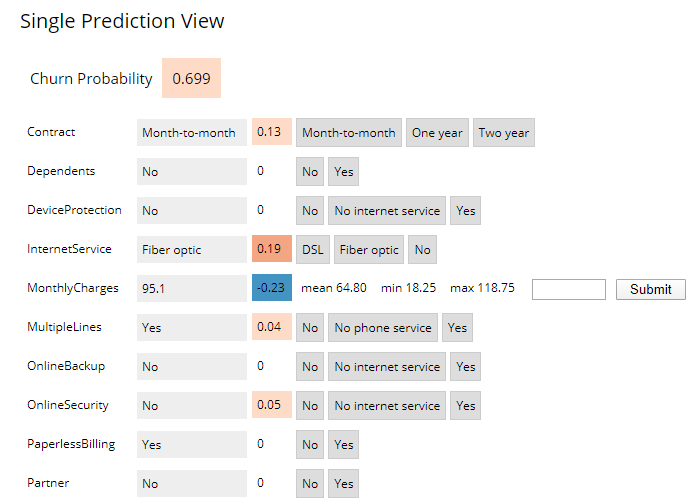 Single Prediction View
Churn Probability 0.699
Contract Month-to-month 0.13 Month-to-month One year Two year
Dependents No 0 No Yes
DeviceProtection No 0 No No internet service Yes
InternetService Fiber optic 0.19 DSL Fiber optic No
MonthlyCharges 95.1 -0.23 mean 64.80 min 18.25 max 118.75 Submit
MultipleLines Yes 0.04 No No phone service Yes
OnlineBackup No 0 No No internet service Yes
OnlineSecurity No 0.05 No No internet service Yes
PaperlessBilling Yes 0 No Yes
Partner No 0 No Yes